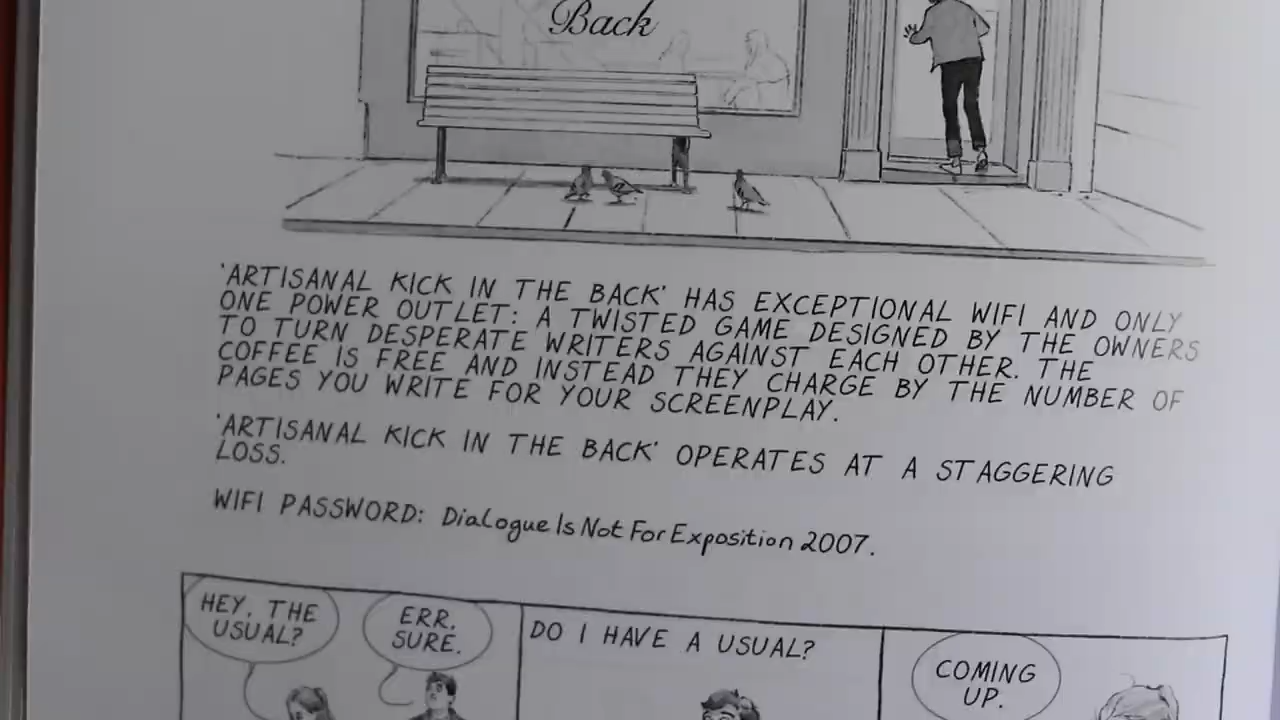 Back
'ARTISANAL KICK IN THE BACK' HAS EXCEPTIONAL WIFI AND ONLY
ONE POWER OUTLET: A TWISTED GAME DESIGNED BY THE OWNERS
TO TURN DESPERATE WRITERS AGAINST EACH OTHER. THE
COFFEE IS FREE AND INSTEAD THEY CHARGE BY THE NUMBER OF
PAGES YOU WRITE FOR YOUR SCREENPLAY.
'ARTISANAL KICK IN THE BACK' OPERATES AT A STAGGERING
LOSS.
WIFI PASSWORD: DiaLogue Is Not For Exposition 2007.
HEY, THE
USUAL?
ERR,
SURE.
DO I HAVE A USUAL?
COMING
UP.